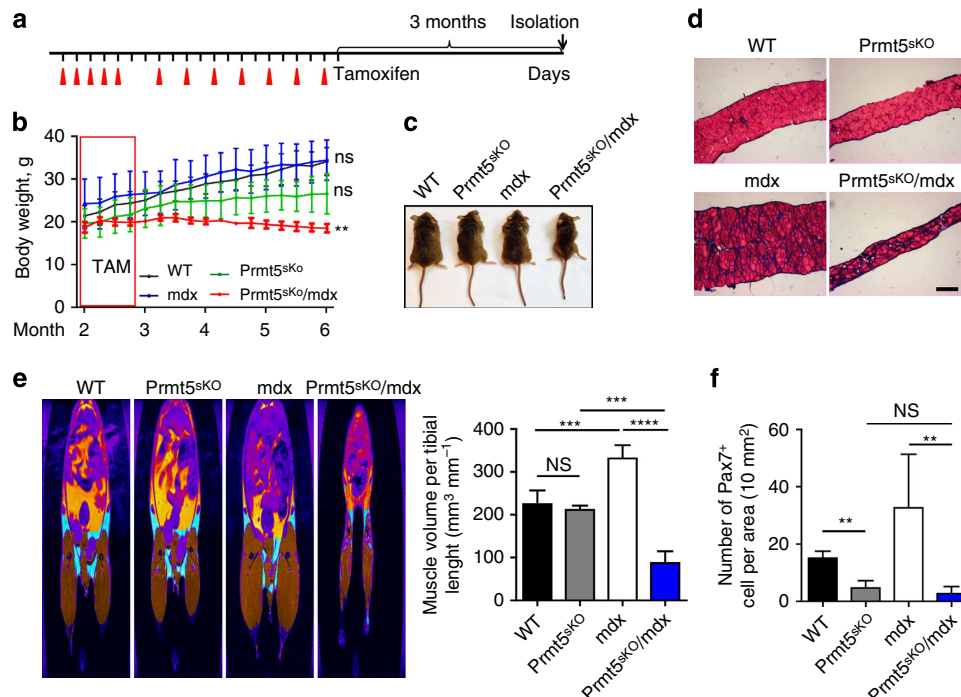 a
3 months
Isolation
Tamoxifen
Days
b
Body weight, g
40
30
20
10
0
ns
ns
**
TAM
WT
Prmt5sKo
mdx
Prmt5sKo/mdx
Month
2
3
4
5
6
c
WT
Prmt5sKO
mdx
Prmt5sKO/mdx
d
WT
Prmt5sKO
mdx
Prmt5sKO/mdx
e
WT
Prmt5sKO
mdx
Prmt5sKO/mdx
Muscle volume per tibial
lenght (mm³ mm⁻¹)
400
300
200
100
0
***
***
****
NS
WT
Prmt5sKO
mdx
Prmt5sKO/mdx
f
Number of Pax7⁺
cell per area (10 mm²)
80
60
40
20
0
NS
**
**
WT
Prmt5sKO
mdx
Prmt5sKO/mdx